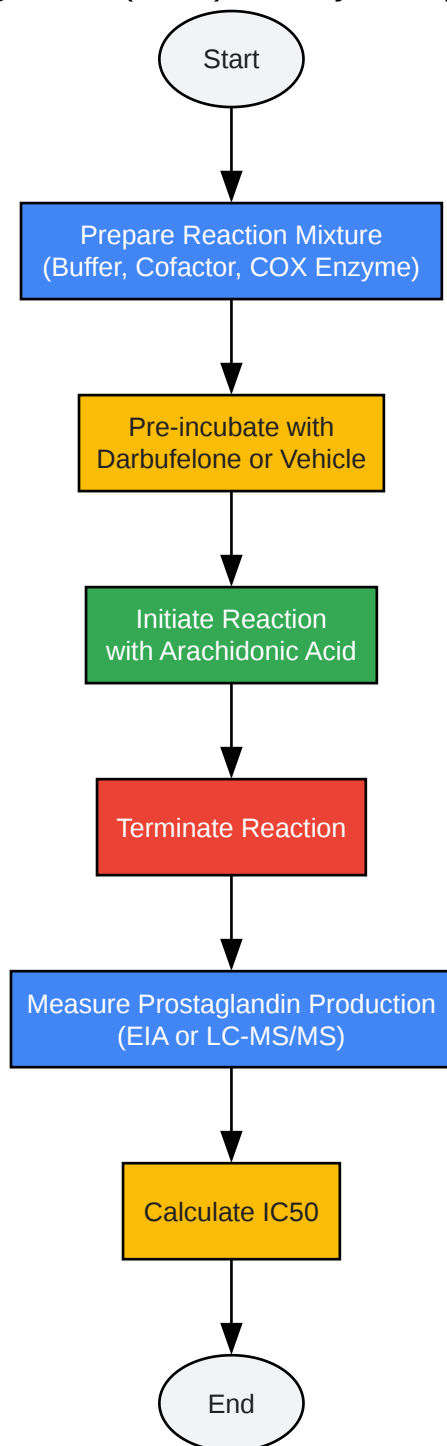 Start
Prepare Reaction Mixture
(Buffer, Cofactor, COX Enzyme)
Pre-incubate with
Darbufelone or Vehicle
Initiate Reaction
with Arachidonic Acid
Terminate Reaction
Measure Prostaglandin Production
(EIA or LC-MS/MS)
Calculate IC50
End